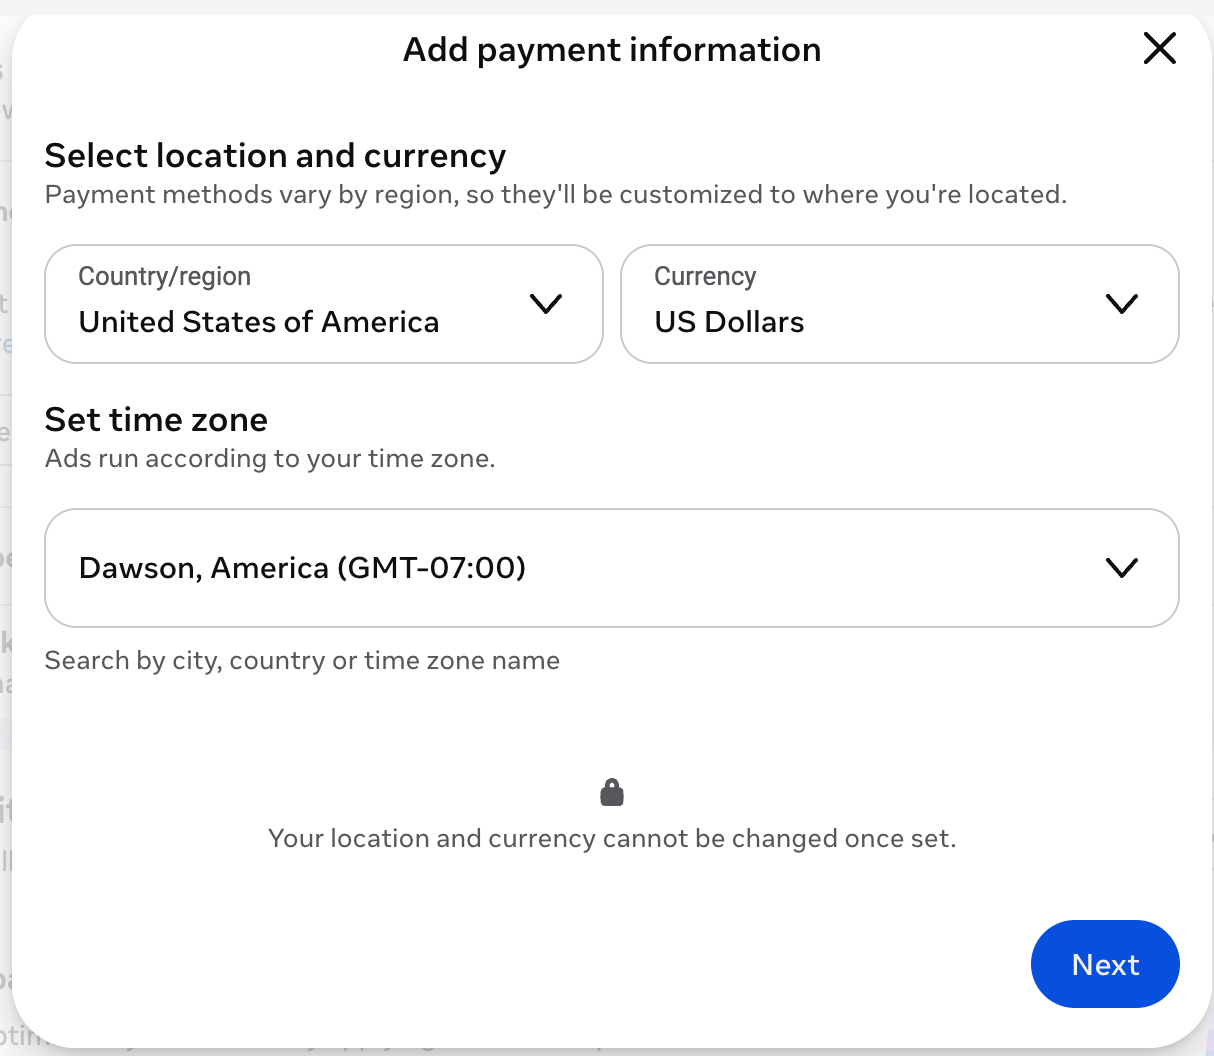 Add payment information
Select location and currency
Payment methods vary by region, so they'll be customized to where you're located.
Country/region
United States of America
Currency
US Dollars
Set time zone
Ads run according to your time zone.
Dawson, America (GMT-07:00)
Search by city, country or time zone name
Your location and currency cannot be changed once set.
Next